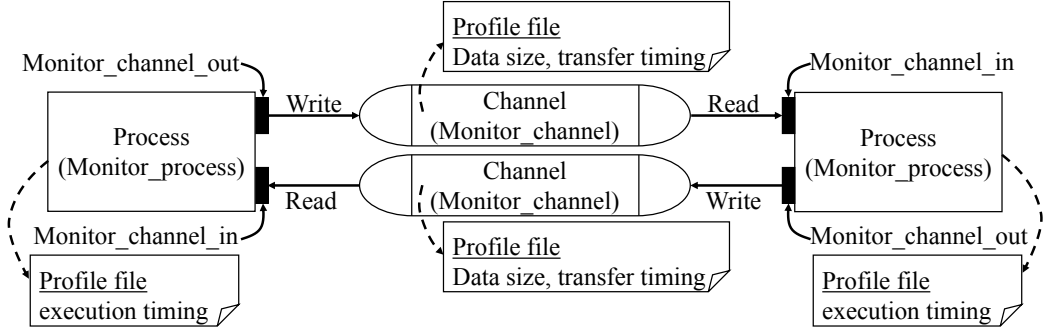 Profile file
Data size, transfer timing
Monitor_channel_out
Monitor_channel_in
Write
Channel
(Monitor_channel)
Read
Process
(Monitor_process)
Process
(Monitor_process)
Read
Channel
(Monitor_channel)
Write
Monitor_channel_in
Monitor_channel_out
Profile file
Data size, transfer timing
Profile file
execution timing
Profile file
execution timing